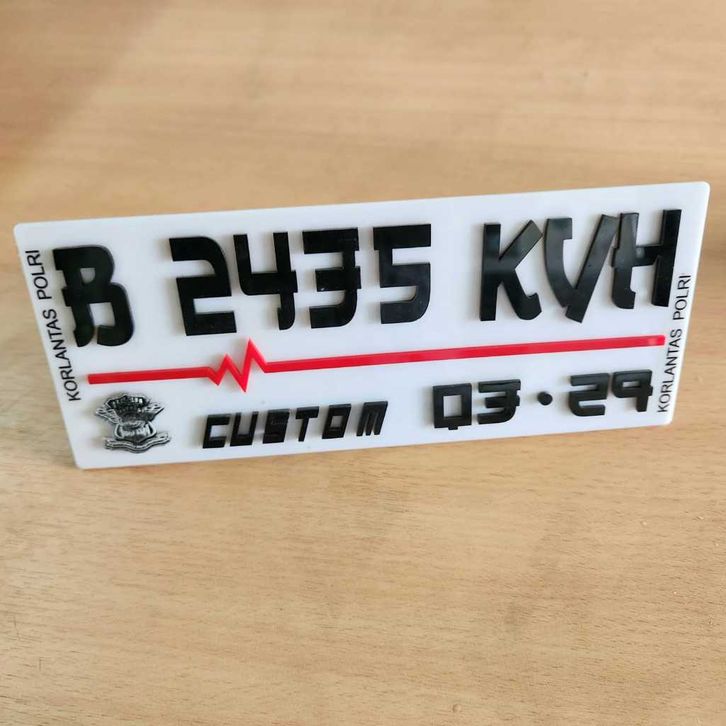 B 2435 KVH
KORLANTAS POLRI
KORLANTAS POLRI
CUSTOM 03·29